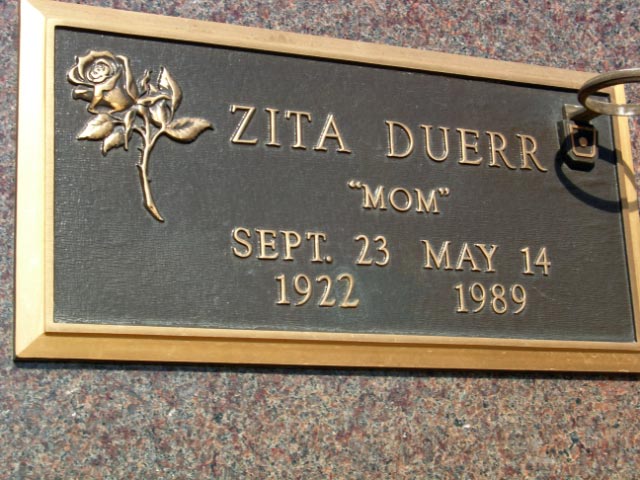 ZITA DUERR
“MOM”
SEPT. 23 MAY 14
1922 1989